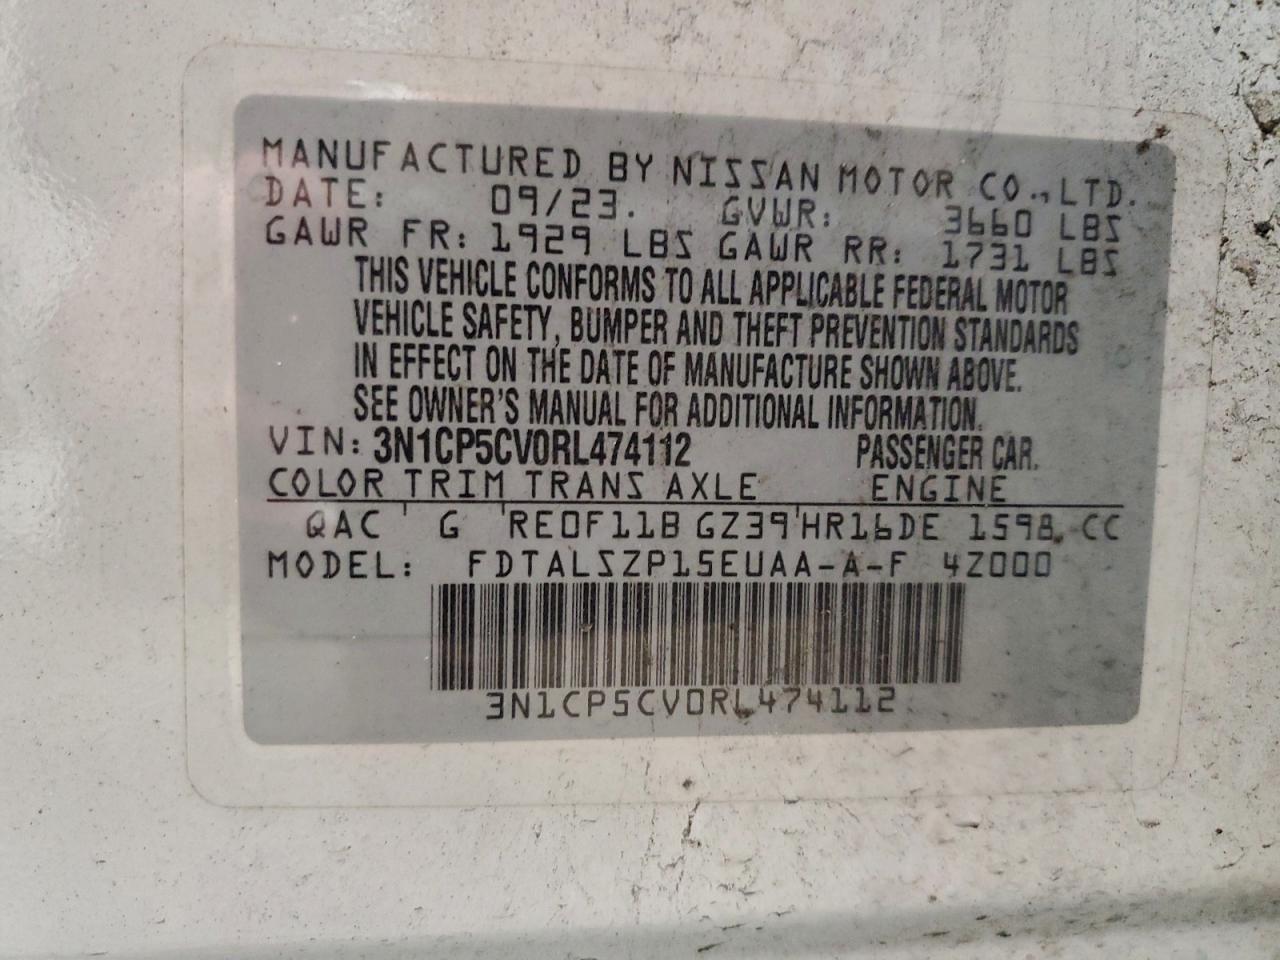 MANUFACTURED BY NISSAN MOTOR CO., LTD.
DATE: 09/23. GVWR: 3660 LBS
GAWR FR: 1929 LBS GAWR RR: 1731 LBS
THIS VEHICLE CONFORMS TO ALL APPLICABLE FEDERAL MOTOR
VEHICLE SAFETY, BUMPER AND THEFT PREVENTION STANDARDS
IN EFFECT ON THE DATE OF MANUFACTURE SHOWN ABOVE.
SEE OWNER'S MANUAL FOR ADDITIONAL INFORMATION.
VIN: 3N1CP5CV0RL474112 PASSENGER CAR.
COLOR TRIM TRANS AXLE ENGINE
QAC ' G 'RE0F11B GZ39'HR16DE 1598. CC
MODEL: FDTALSZP15EUAA-A-F 4Z000
3N1CP5CV0RL474112